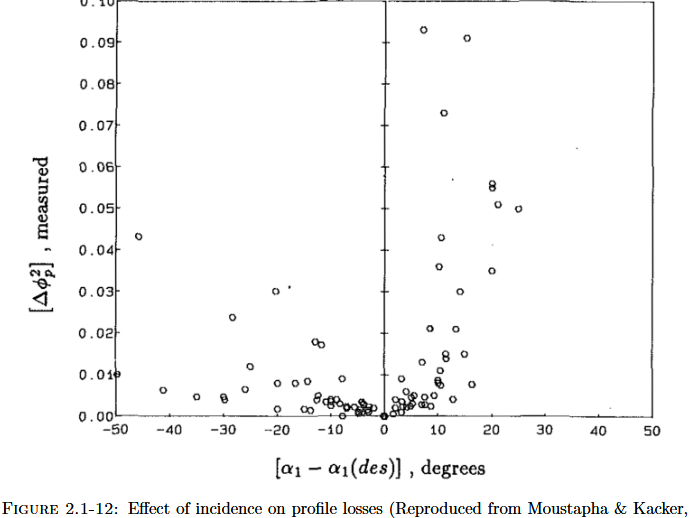 0.10
0.09
0.08
0.07
0.06
0.05
0.04
0.03
0.02
0.01
0.00
-50 -40 -30 -20 -10 0 10 20 30 40 50
[Δϕ²ₚ] , measured
[α₁ − α₁(des)] , degrees
FIGURE 2.1-12: Effect of incidence on profile losses (Reproduced from Moustapha & Kacker,